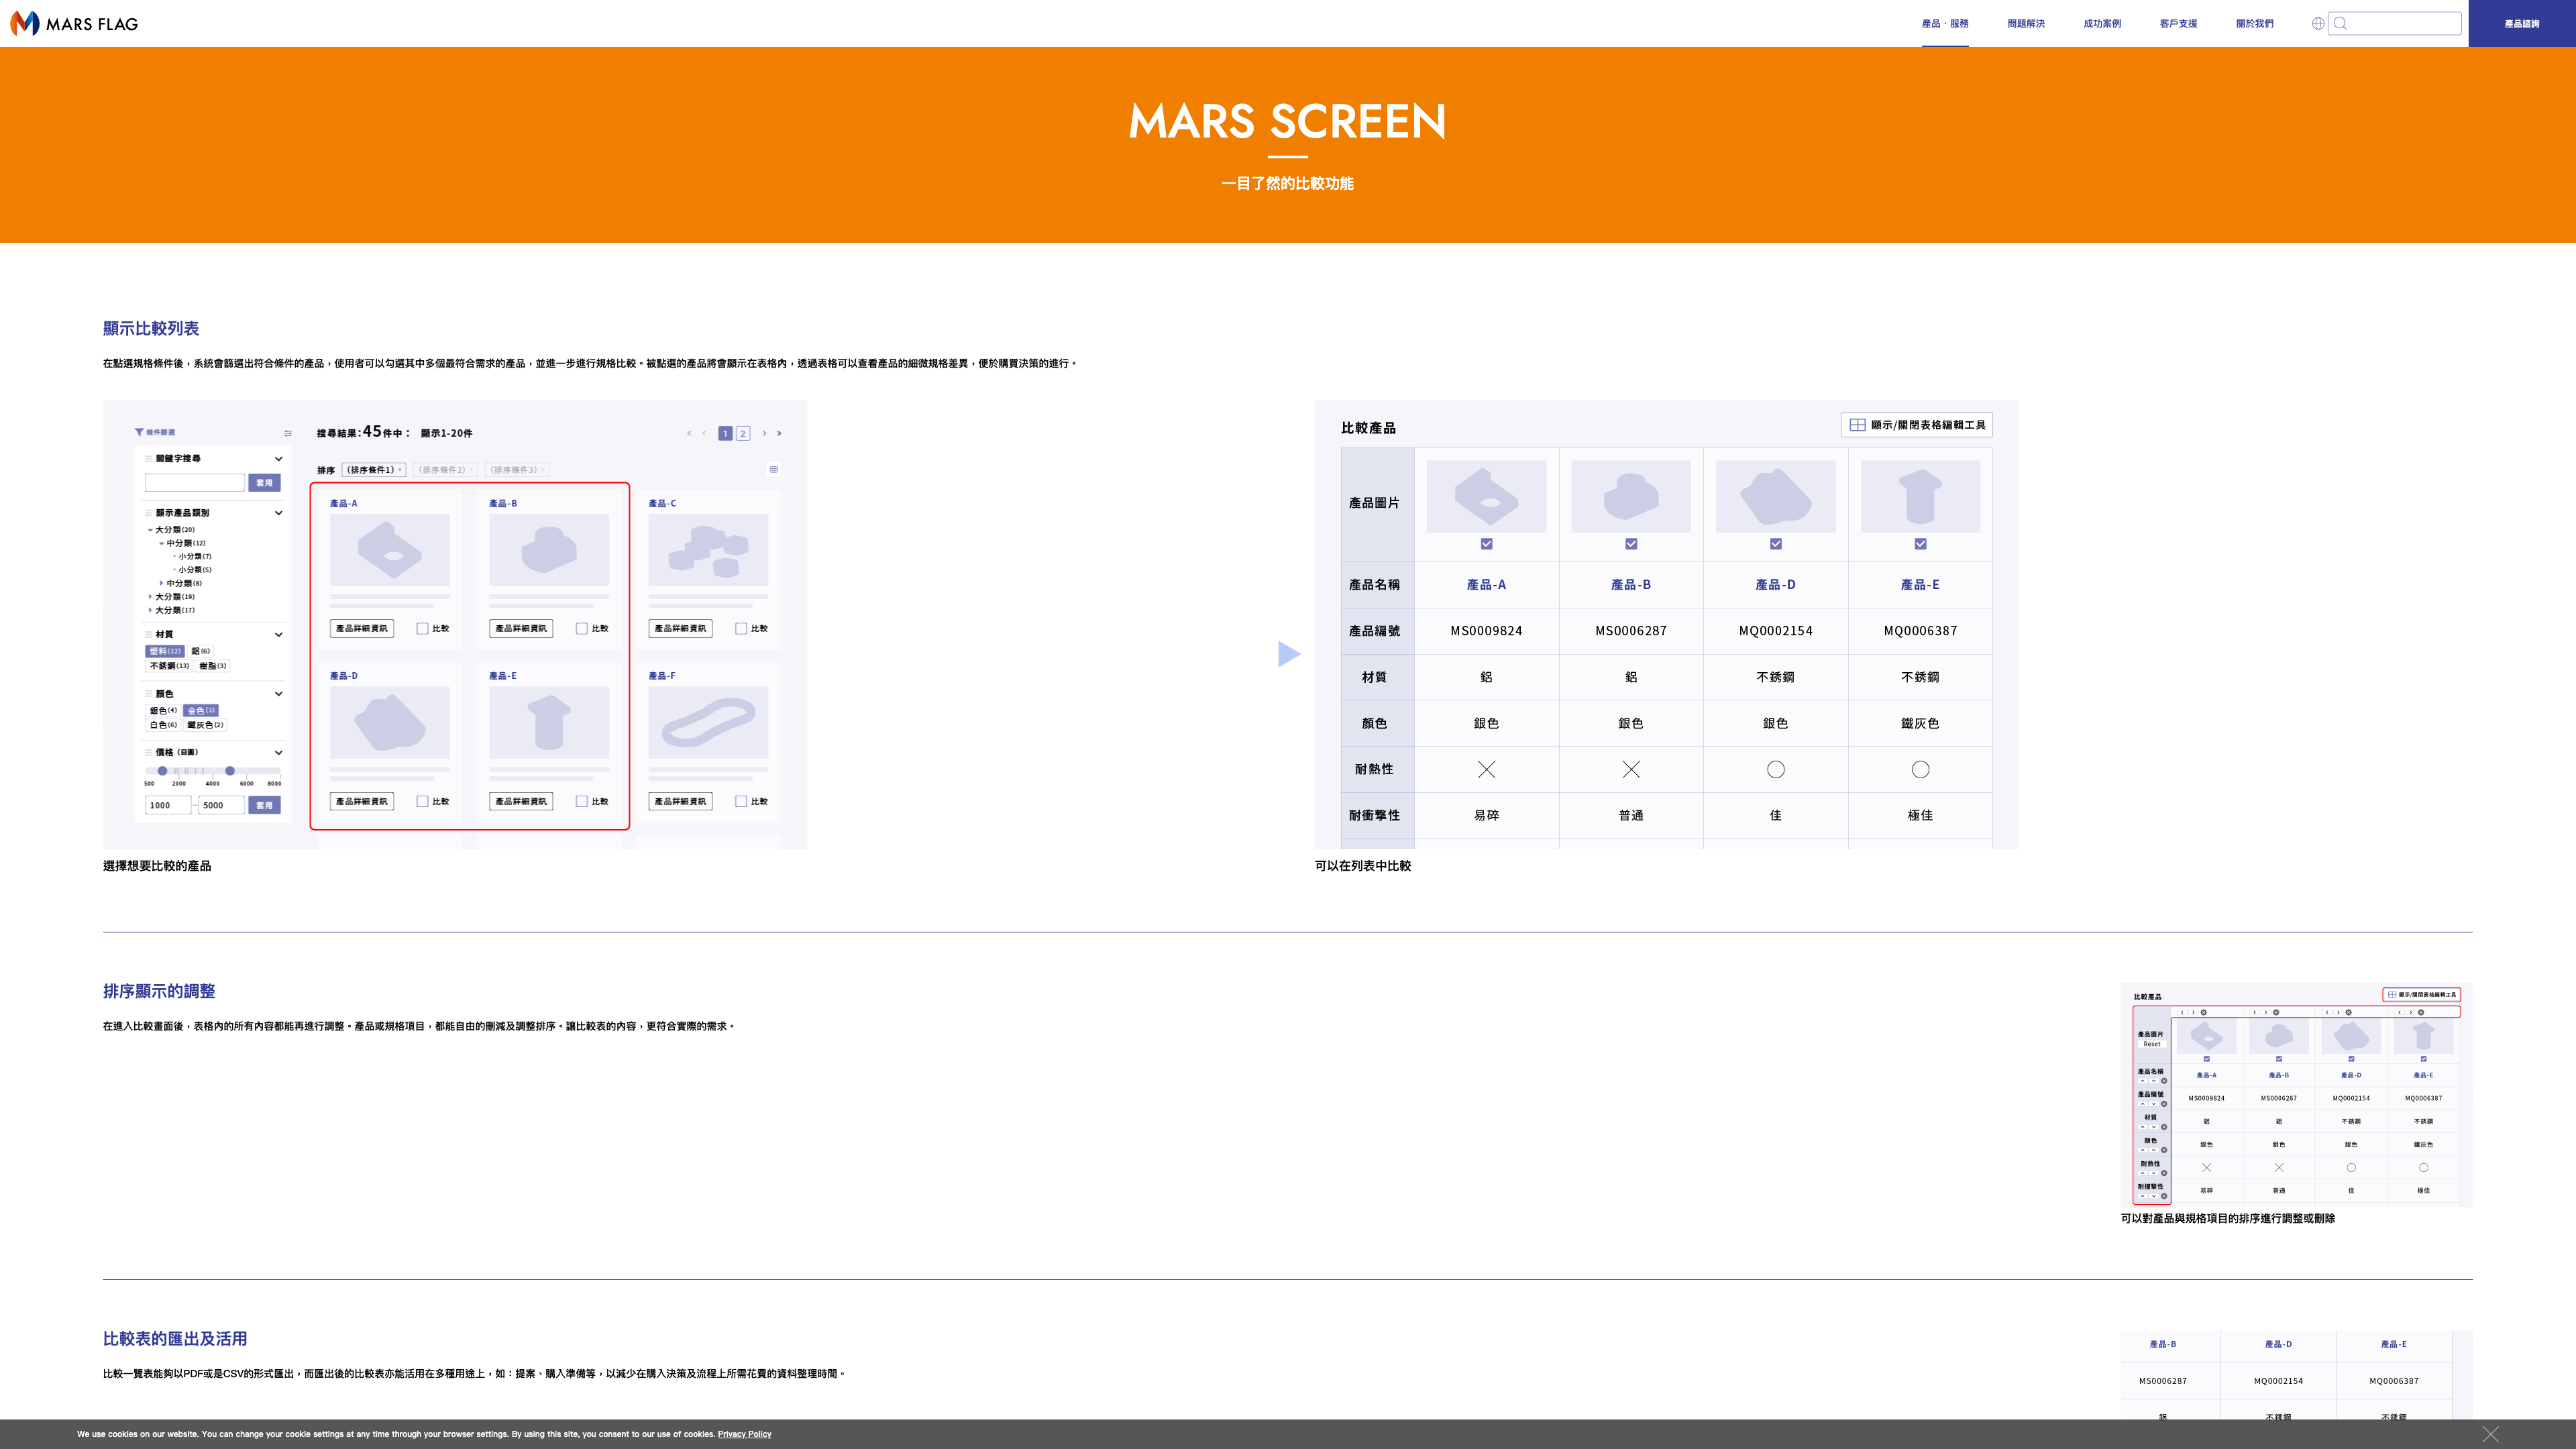 MARS FLAG
產品・服務
問題解決
成功案例
客戶支援
關於我們
產品諮詢
MARS SCREEN
一目了然的比較功能
顯示比較列表
在點選規格條件後，系統會篩選出符合條件的產品，使用者可以勾選其中多個最符合需求的產品，並進一步進行規格比較。被點選的產品將會顯示在表格內，透過表格可以查看產品的細微規格差異，便於購買決策的進行。
條件篩選
關鍵字搜尋
套用
顯示產品類別
大分類(20)
中分類(12)
小分類(7)
小分類(5)
中分類(8)
大分類(19)
大分類(17)
材質
塑料(12) 鋁(6)
不銹鋼(13) 樹脂(3)
顏色
銀色(4) 金色(3)
白色(6) 鐵灰色(2)
價格（日圓）
500 2000 4000 6000 8000
1000 – 5000 套用
搜尋結果:45件中： 顯示1-20件
« ‹ 1 2 › »
排序 （排序條件1） （排序條件2） （排序條件3）
產品-A 產品-B 產品-C
產品詳細資訊 比較 產品詳細資訊 比較 產品詳細資訊 比較
產品-D 產品-E 產品-F
產品詳細資訊 比較 產品詳細資訊 比較 產品詳細資訊 比較
選擇想要比較的產品
比較產品 顯示/關閉表格編輯工具
產品圖片
產品名稱 產品-A 產品-B 產品-D 產品-E
產品編號 MS0009824 MS0006287 MQ0002154 MQ0006387
材質 鋁 鋁 不銹鋼 不銹鋼
顏色 銀色 銀色 銀色 鐵灰色
耐熱性
耐衝擊性 易碎 普通 佳 極佳
可以在列表中比較
排序顯示的調整
在進入比較畫面後，表格內的所有內容都能再進行調整。產品或規格項目，都能自由的刪減及調整排序。讓比較表的內容，更符合實際的需求。
比較產品 顯示/關閉表格編輯工具
產品圖片
Reset
產品名稱 產品-A 產品-B 產品-D 產品-E
產品編號 MS0009824 MS0006287 MQ0002154 MQ0006387
材質 鋁 鋁 不銹鋼 不銹鋼
顏色 銀色 銀色 銀色 鐵灰色
耐熱性
耐撞擊性 易碎 普通 佳 極佳
可以對產品與規格項目的排序進行調整或刪除
比較表的匯出及活用
比較一覽表能夠以PDF或是CSV的形式匯出，而匯出後的比較表亦能活用在多種用途上，如：提案、購入準備等，以減少在購入決策及流程上所需花費的資料整理時間。
產品-B 產品-D 產品-E
MS0006287 MQ0002154 MQ0006387
鋁 不銹鋼 不銹鋼
We use cookies on our website. You can change your cookie settings at any time through your browser settings. By using this site, you consent to our use of cookies. Privacy Policy